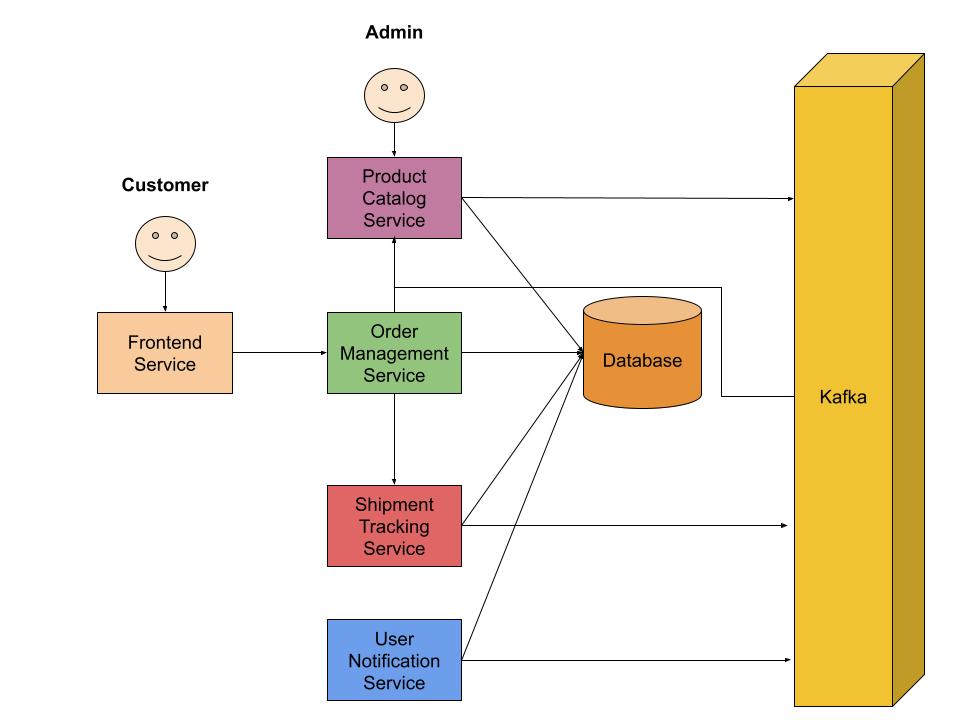 Admin
Customer
Product
Catalog
Service
Frontend
Service
Order
Management
Service
Database
Kafka
Shipment
Tracking
Service
User
Notification
Service